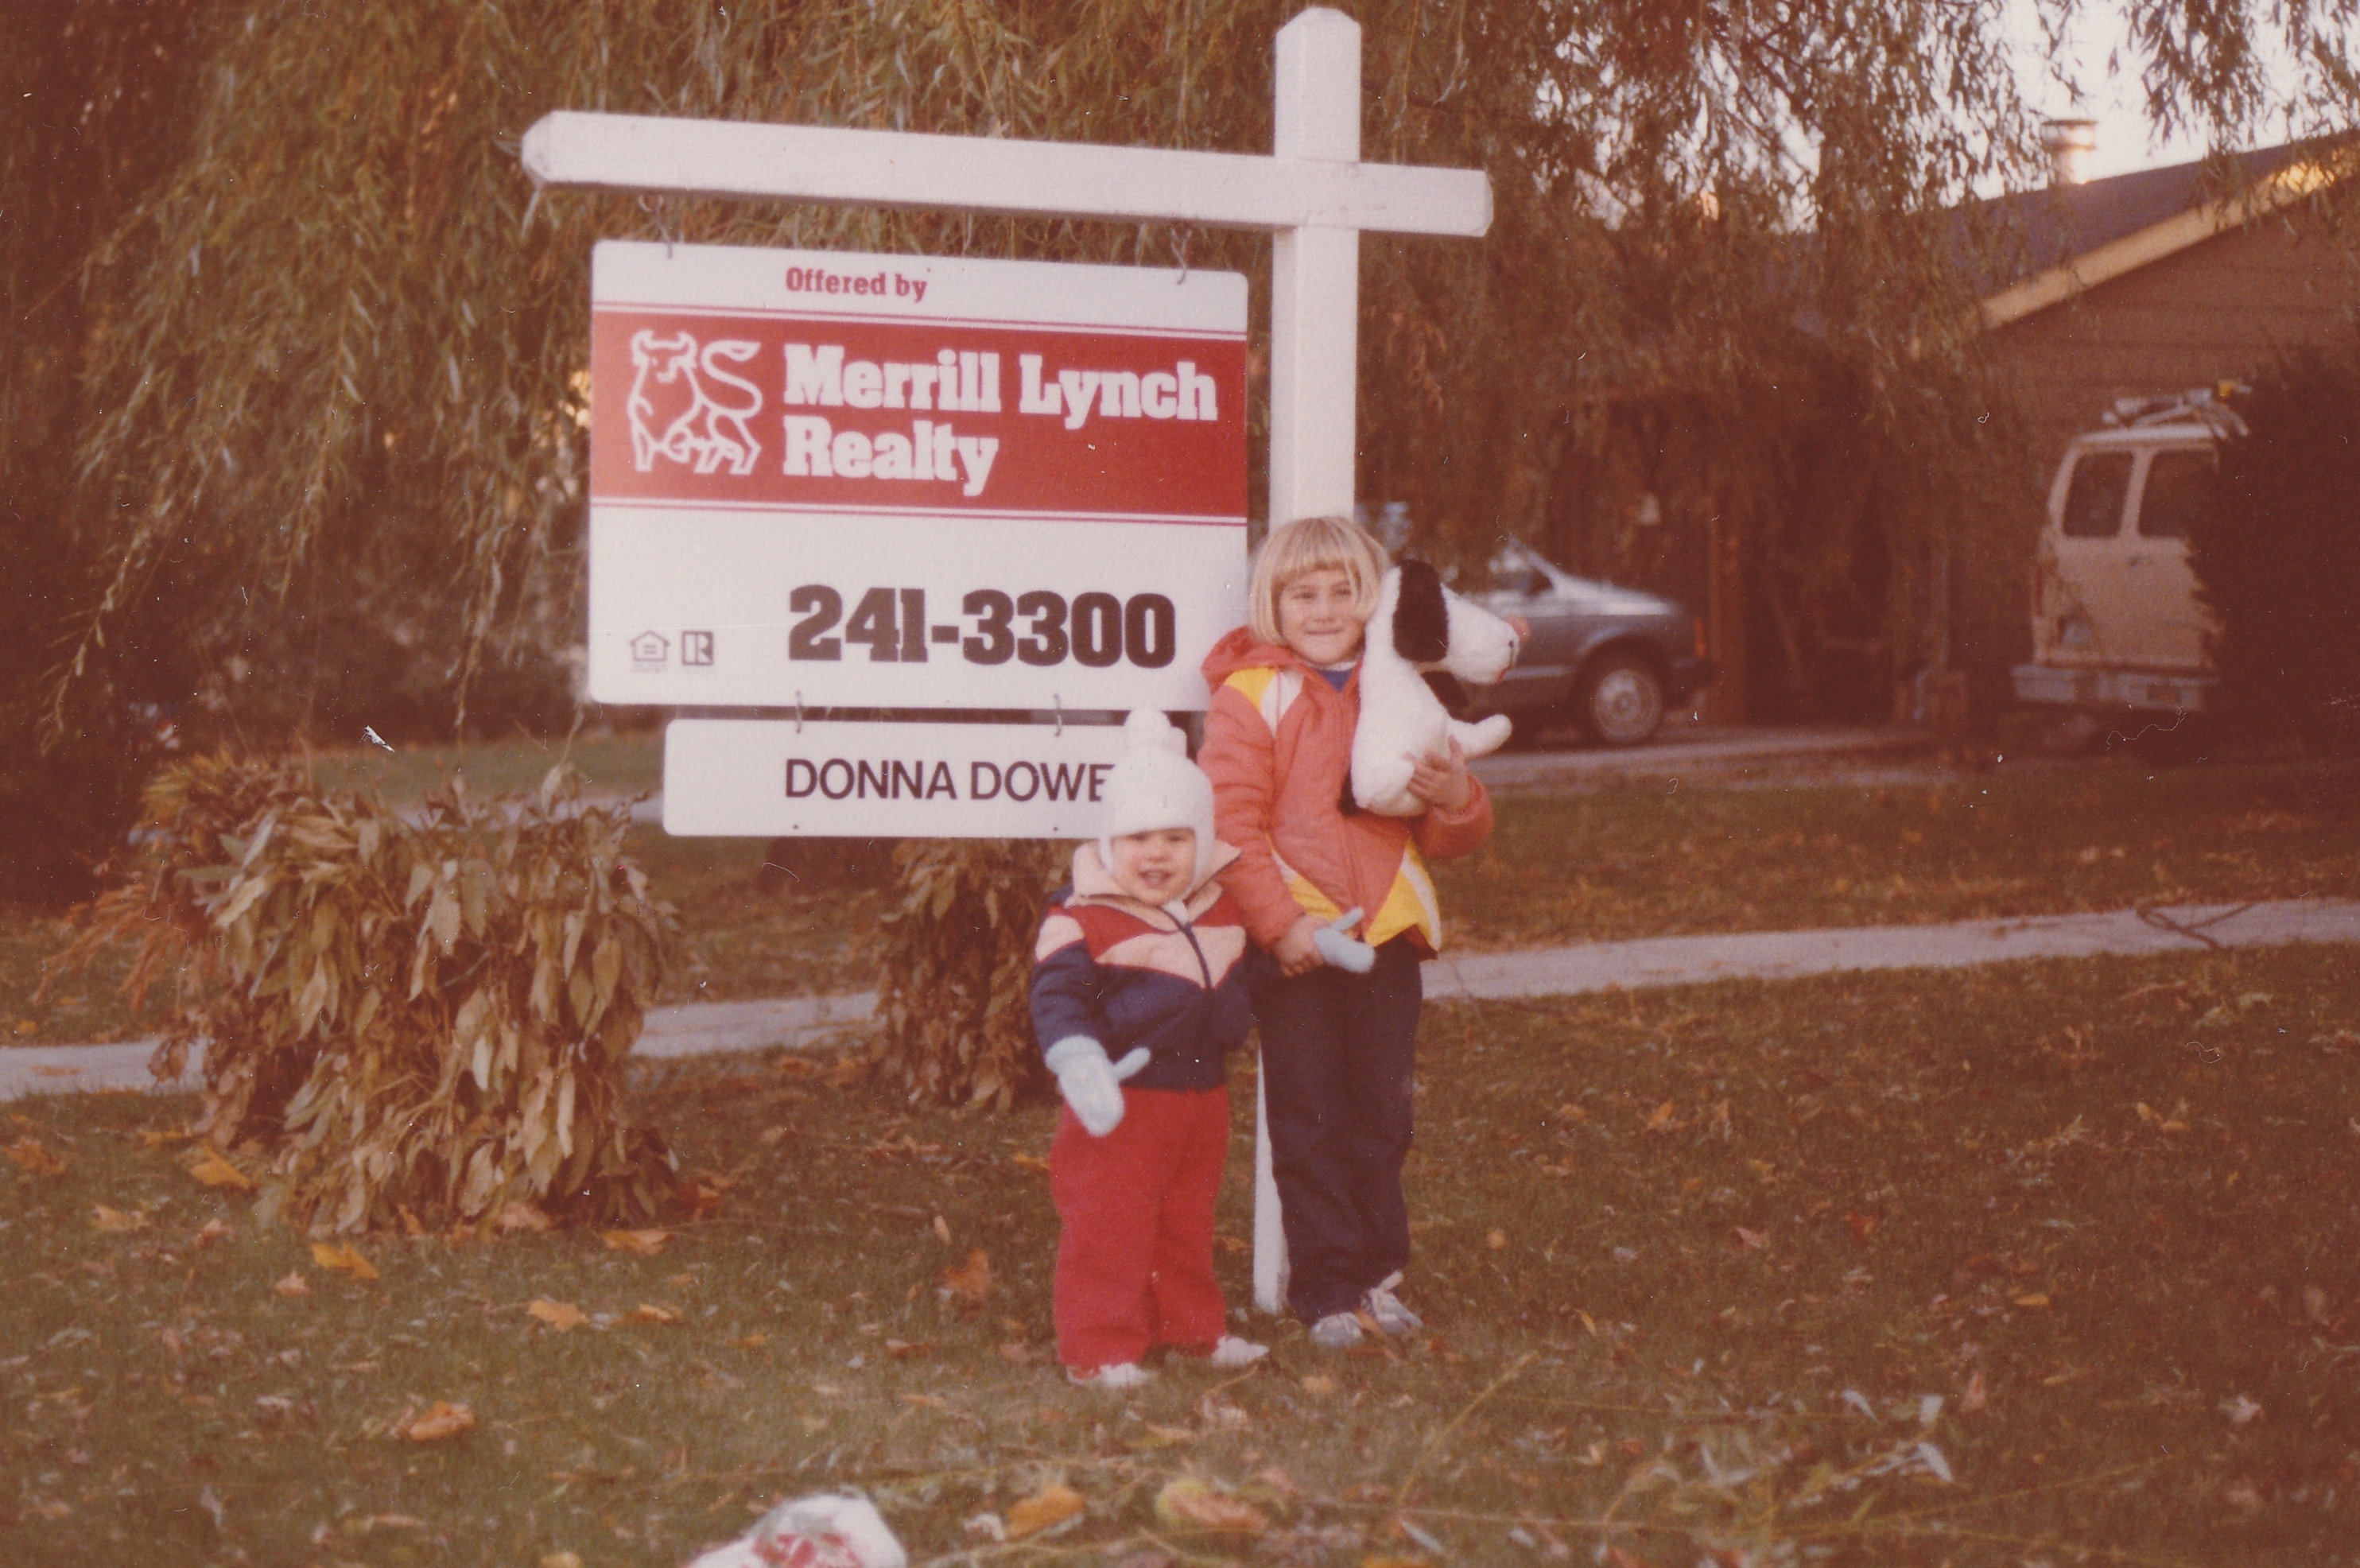 Offered by
Merrill Lynch
Realty
241-3300
R
DONNA DOWE